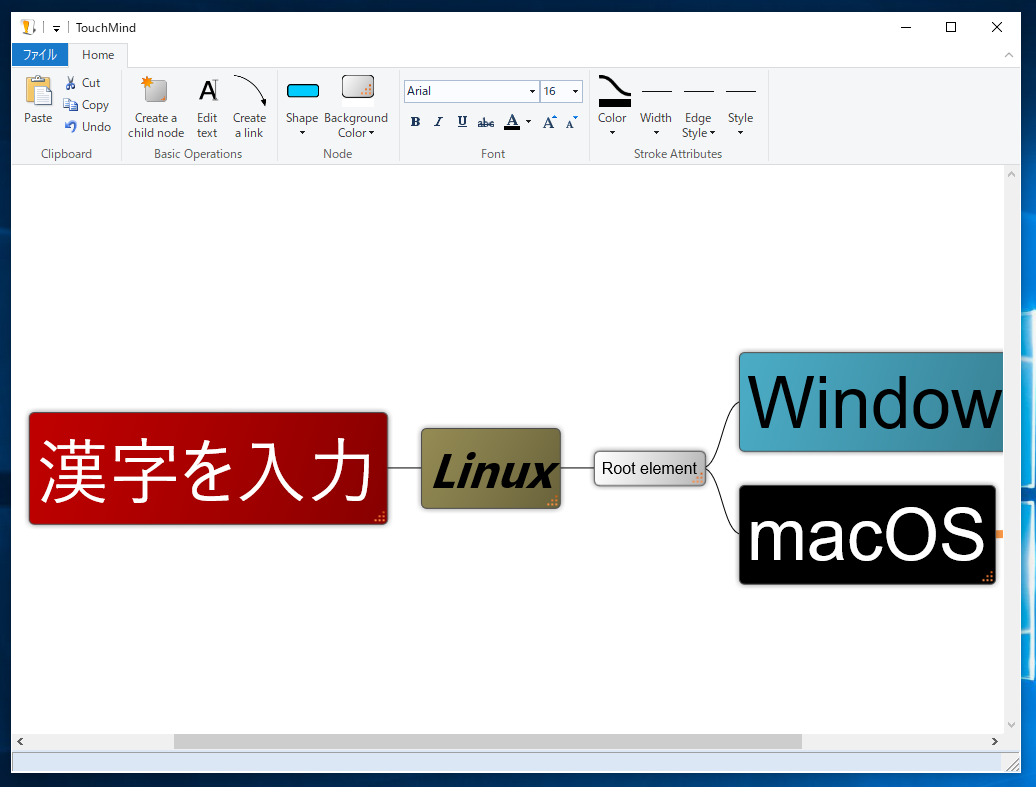 TouchMind
ファイル Home
Paste
Cut
Copy
Undo
Clipboard
Create a
child node
Edit
text
Create
a link
Basic Operations
Shape
Background
Color
Node
Arial 16
B I U abc A A A
Font
Color
Width
Edge
Style
Style
Stroke Attributes
漢字を入力
Linux
Root element
Window
macOS